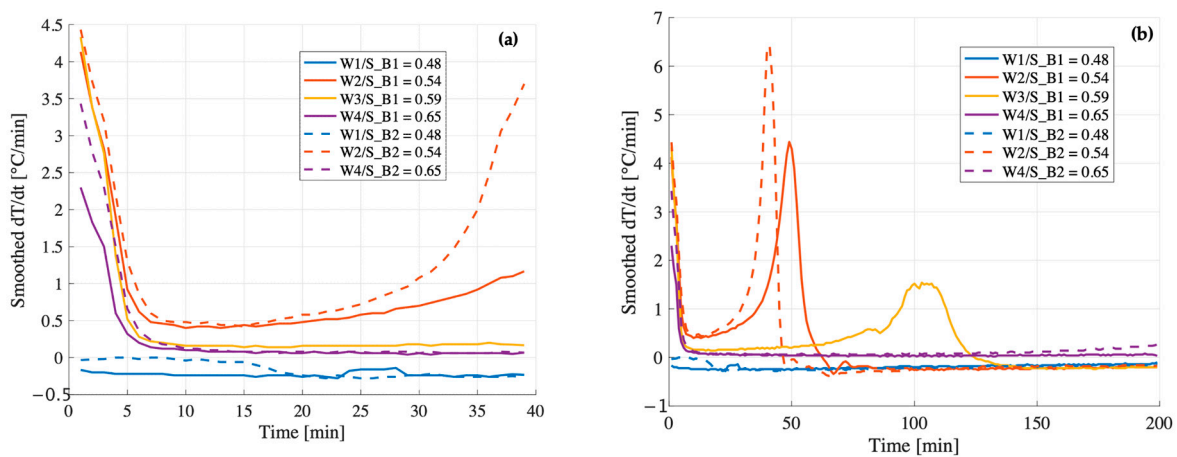 (a)
4.5
4
3.5
3
2.5
2
1.5
1
0.5
0
−0.5
Smoothed dT/dt [°C/min]
W1/S_B1 = 0.48
W2/S_B1 = 0.54
W3/S_B1 = 0.59
W4/S_B1 = 0.65
W1/S_B2 = 0.48
W2/S_B2 = 0.54
W4/S_B2 = 0.65
0 5 10 15 20 25 30 35 40
Time [min]
(b)
7
6
5
4
3
2
1
0
−1
Smoothed dT/dt [°C/min]
W1/S_B1 = 0.48
W2/S_B1 = 0.54
W3/S_B1 = 0.59
W4/S_B1 = 0.65
W1/S_B2 = 0.48
W2/S_B2 = 0.54
W4/S_B2 = 0.65
0 50 100 150 200
Time [min]